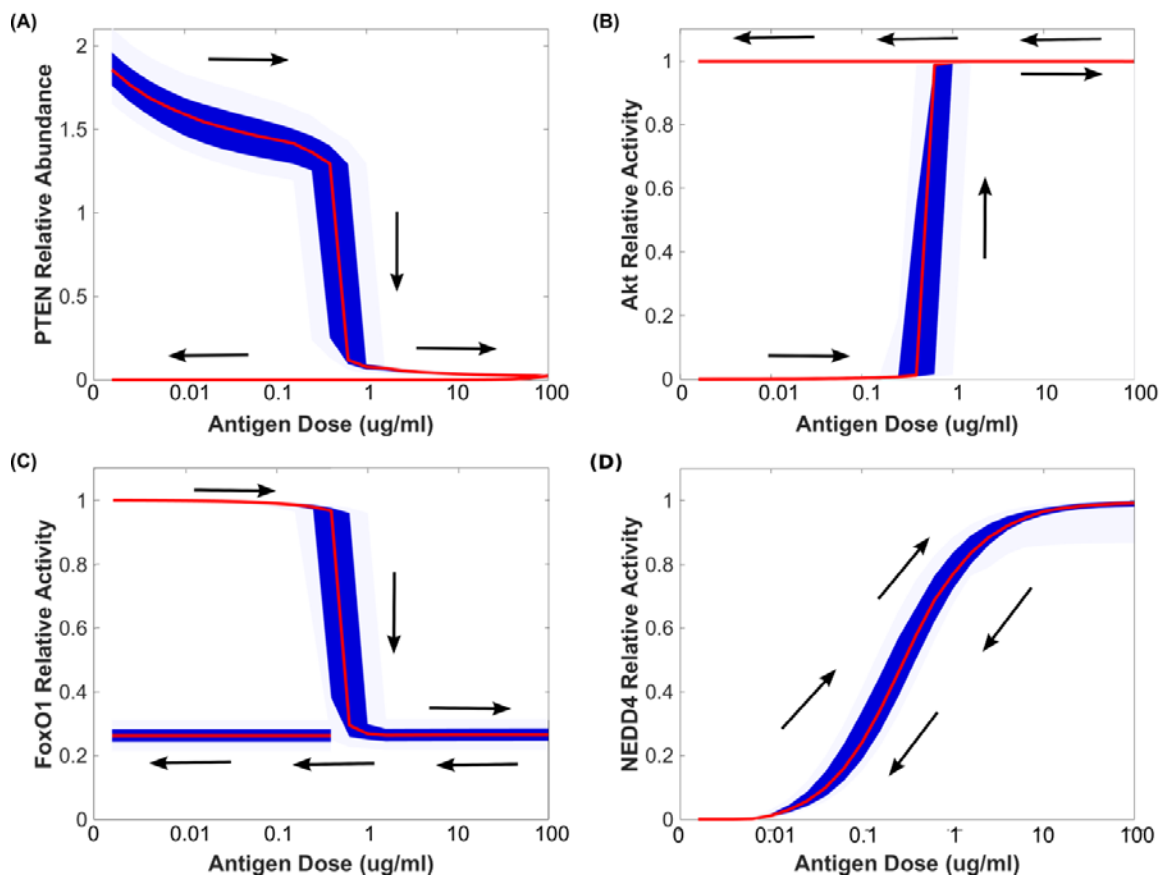 (A)
PTEN Relative Abundance
2
1.5
1
0.5
0
0 0.01 0.1 1 10 100
Antigen Dose (ug/ml)
(B)
Akt Relative Activity
1
0.8
0.6
0.4
0.2
0
0 0.01 0.1 1 10 100
Antigen Dose (ug/ml)
(C)
FoxO1 Relative Activity
1
0.8
0.6
0.4
0.2
0
0 0.01 0.1 1 10 100
Antigen Dose (ug/ml)
(D)
NEDD4 Relative Activity
1
0.8
0.6
0.4
0.2
0
0 0.01 0.1 1 10 100
Antigen Dose (ug/ml)